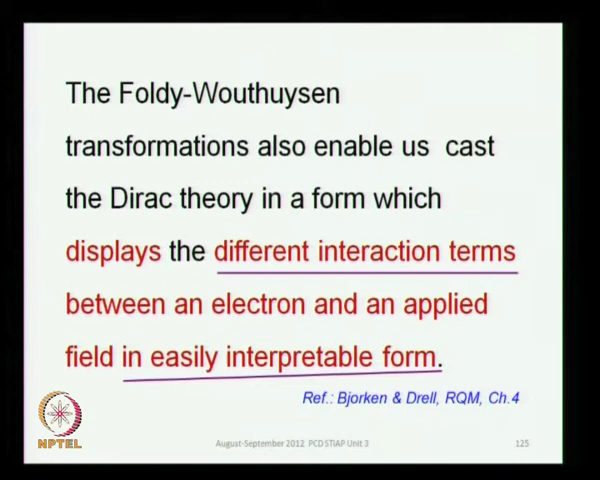 The Foldy-Wouthuysen
transformations also enable us cast
the Dirac theory in a form which
displays the different interaction terms
between an electron and an applied
field in easily interpretable form.
Ref.: Bjorken & Drell, RQM, Ch.4
NPTEL
August-September 2012 PCD STIAP Unit 3
125